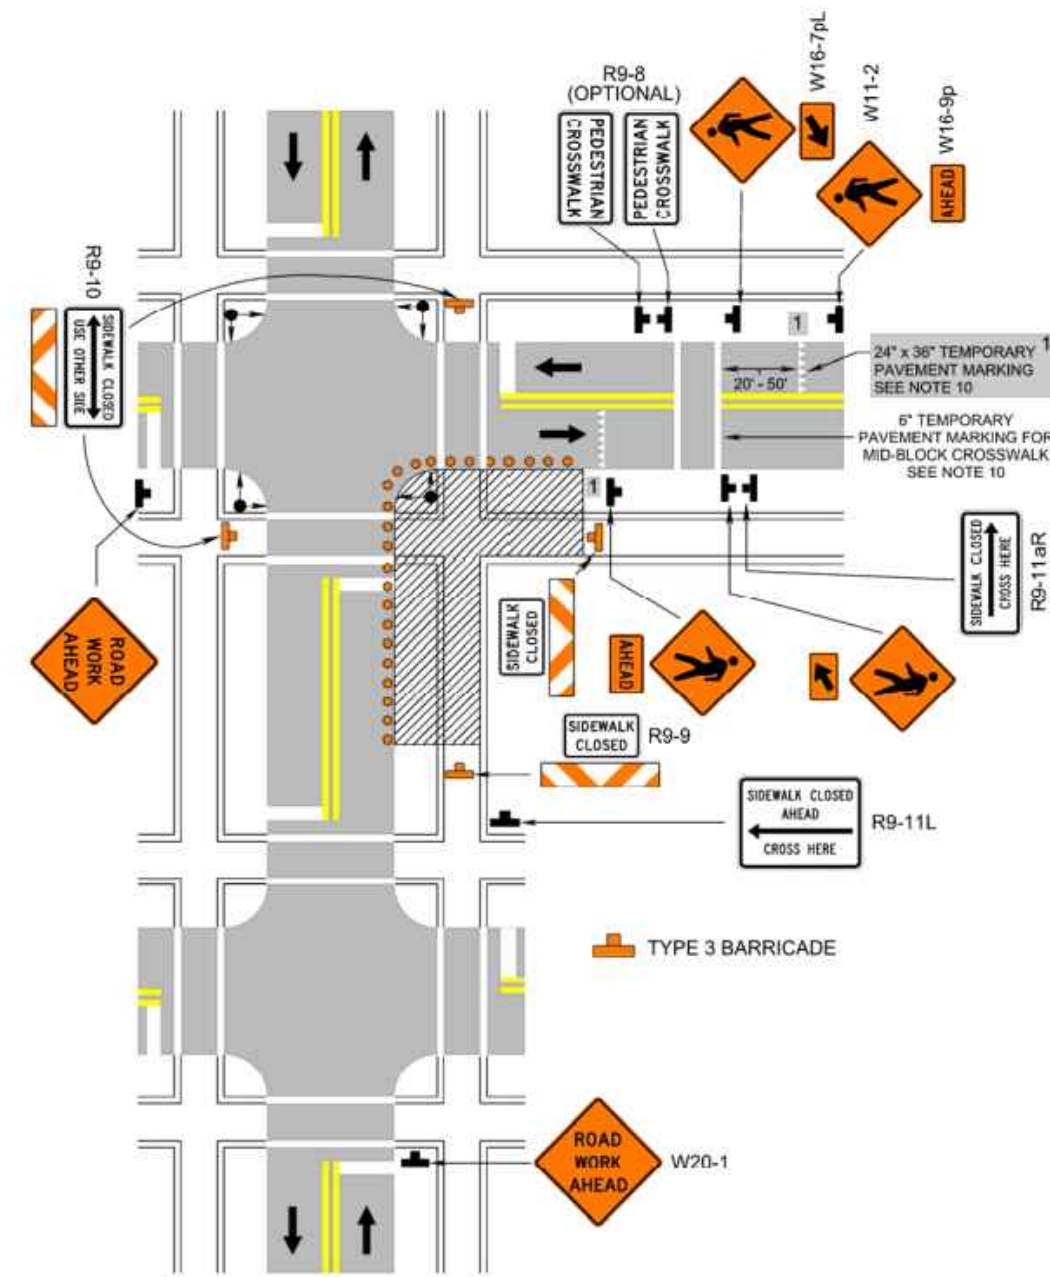 W16-7pL
R9-8
(OPTIONAL)
W11-2
W16-9p
PEDESTRIAN
CROSSWALK
PEDESTRIAN
CROSSWALK
AHEAD
R9-10
SIDEWALK CLOSED
USE OTHER SIDE
1
24" x 36" TEMPORARY
PAVEMENT MARKING
SEE NOTE 10
1
20' - 50'
6" TEMPORARY
PAVEMENT MARKING FOR
MID-BLOCK CROSSWALK
SEE NOTE 10
1
SIDEWALK CLOSED
CROSS HERE
R9-11aR
ROAD
WORK
AHEAD
SIDEWALK
CLOSED
AHEAD
SIDEWALK
CLOSED
R9-9
SIDEWALK CLOSED
AHEAD
CROSS HERE
R9-11L
TYPE 3 BARRICADE
ROAD
WORK
AHEAD
W20-1